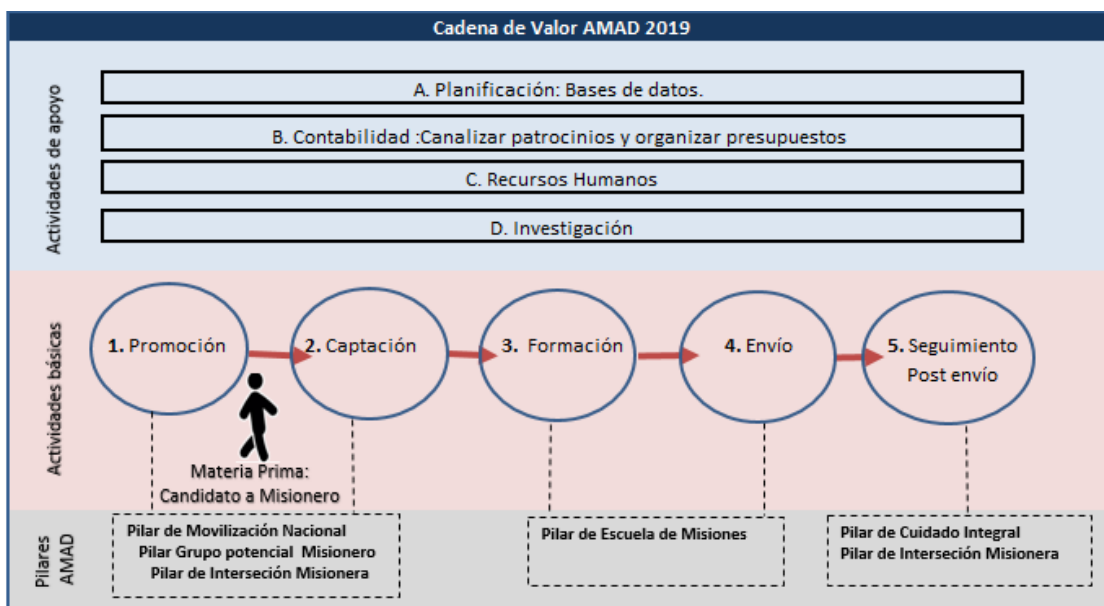 Cadena de Valor AMAD 2019
Actividades de apoyo
A. Planificación: Bases de datos.
B. Contabilidad :Canalizar patrocinios y organizar presupuestos
C. Recursos Humanos
D. Investigación
Actividades básicas
1. Promoción
2. Captación
3. Formación
4. Envío
5. Seguimiento
Post envío
Materia Prima:
Candidato a Misionero
Pilares
AMAD
Pilar de Movilización Nacional
Pilar Grupo potencial Misionero
Pilar de Interseción Misionera
Pilar de Escuela de Misiones
Pilar de Cuidado Integral
Pilar de Interseción Misionera